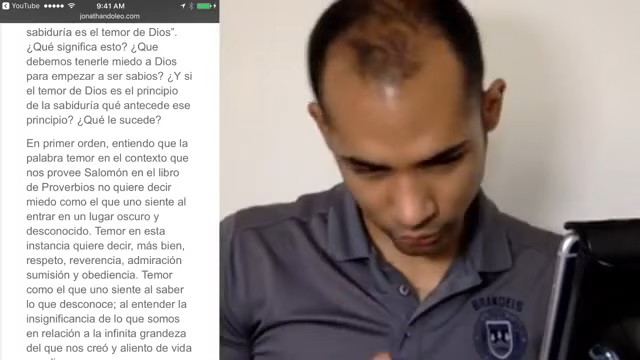 YouTube
9:41 AM
jonathandoleo.com
sabiduría es el temor de Dios”.
¿Qué significa esto? ¿Que
debemos tenerle miedo a Dios
para empezar a ser sabios? ¿Y si
el temor de Dios es el principio
de la sabiduría qué antecede ese
principio? ¿Qué le sucede?
En primer orden, entiendo que la
palabra temor en el contexto que
nos provee Salomón en el libro
de Proverbios no quiere decir
miedo como el que uno siente al
entrar en un lugar oscuro y
desconocido. Temor en esta
instancia quiere decir, más bien,
respeto, reverencia, admiración
sumisión y obediencia. Temor
como el que uno siente al saber
lo que desconoce; al entender la
insignificancia de lo que somos
en relación a la infinita grandeza
del que nos creó y aliento de vida
BRANDEIS